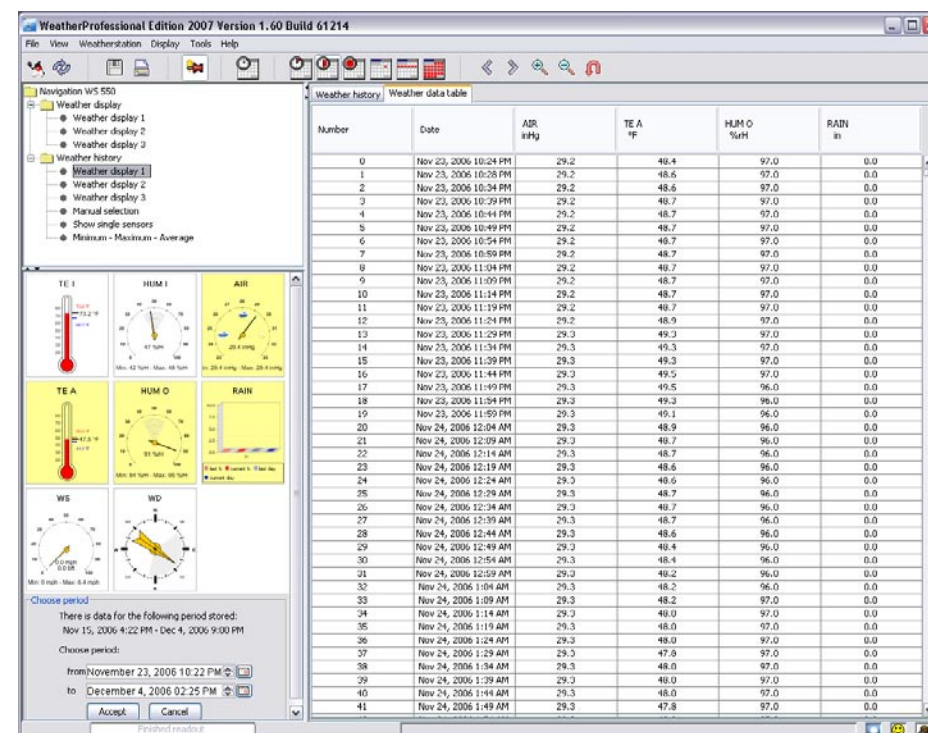 WeatherProfessional Edition 2007 Version 1.60 Build 61214
File View Weatherstation Display Tools Help
Navigation WS 550
Weather display
Weather display 1
Weather display 2
Weather display 3
Weather history
Weather display 1
Weather display 2
Weather display 3
Manual selection
Show single sensors
Minimum - Maximum - Average
TE I HUM I AIR
47 %rH 29.4 inHg
Min: 42 %rH - Max: 48 %rH
TE A HUM O RAIN
91 %rH
WS WD
0.0 mph
0.0 Bft
Min: 0 mph - Max: 6.4 mph
Choose period
There is data for the following period stored:
Nov 15, 2006 4:22 PM - Dec 4, 2006 9:00 PM
Choose period:
from November 23, 2006 10:22 PM
to December 4, 2006 02:25 PM
Accept Cancel
Finished readout
Weather history Weather data table
Number Date AIR inHg TE A °F HUM O %rH RAIN in
0 Nov 23, 2006 10:24 PM 29.2 48.4 97.0 0.0
1 Nov 23, 2006 10:28 PM 29.2 48.6 97.0 0.0
2 Nov 23, 2006 10:34 PM 29.2 48.6 97.0 0.0
3 Nov 23, 2006 10:39 PM 29.2 48.7 97.0 0.0
4 Nov 23, 2006 10:44 PM 29.2 48.7 97.0 0.0
5 Nov 23, 2006 10:49 PM 29.2 48.7 97.0 0.0
6 Nov 23, 2006 10:54 PM 29.2 48.7 97.0 0.0
7 Nov 23, 2006 10:59 PM 29.2 48.7 97.0 0.0
8 Nov 23, 2006 11:04 PM 29.2 48.7 97.0 0.0
9 Nov 23, 2006 11:09 PM 29.2 48.7 97.0 0.0
10 Nov 23, 2006 11:14 PM 29.2 48.7 97.0 0.0
11 Nov 23, 2006 11:19 PM 29.2 48.7 97.0 0.0
12 Nov 23, 2006 11:24 PM 29.2 48.9 97.0 0.0
13 Nov 23, 2006 11:29 PM 29.3 49.3 97.0 0.0
14 Nov 23, 2006 11:34 PM 29.3 49.3 97.0 0.0
15 Nov 23, 2006 11:39 PM 29.3 49.3 97.0 0.0
16 Nov 23, 2006 11:44 PM 29.3 49.5 97.0 0.0
17 Nov 23, 2006 11:49 PM 29.3 49.5 96.0 0.0
18 Nov 23, 2006 11:54 PM 29.3 49.3 96.0 0.0
19 Nov 23, 2006 11:59 PM 29.3 49.1 96.0 0.0
20 Nov 24, 2006 12:04 AM 29.3 48.9 96.0 0.0
21 Nov 24, 2006 12:09 AM 29.3 48.7 96.0 0.0
22 Nov 24, 2006 12:14 AM 29.3 48.7 96.0 0.0
23 Nov 24, 2006 12:19 AM 29.3 48.6 96.0 0.0
24 Nov 24, 2006 12:24 AM 29.3 48.6 96.0 0.0
25 Nov 24, 2006 12:29 AM 29.3 48.7 96.0 0.0
26 Nov 24, 2006 12:34 AM 29.3 48.7 96.0 0.0
27 Nov 24, 2006 12:39 AM 29.3 48.7 96.0 0.0
28 Nov 24, 2006 12:44 AM 29.3 48.6 96.0 0.0
29 Nov 24, 2006 12:49 AM 29.3 48.4 96.0 0.0
30 Nov 24, 2006 12:54 AM 29.3 48.4 96.0 0.0
31 Nov 24, 2006 12:59 AM 29.3 48.2 96.0 0.0
32 Nov 24, 2006 1:04 AM 29.3 48.2 96.0 0.0
33 Nov 24, 2006 1:09 AM 29.3 48.2 97.0 0.0
34 Nov 24, 2006 1:14 AM 29.3 48.0 97.0 0.0
35 Nov 24, 2006 1:19 AM 29.3 48.0 97.0 0.0
36 Nov 24, 2006 1:24 AM 29.3 48.0 97.0 0.0
37 Nov 24, 2006 1:29 AM 29.3 47.8 97.0 0.0
38 Nov 24, 2006 1:34 AM 29.3 48.0 97.0 0.0
39 Nov 24, 2006 1:39 AM 29.3 48.0 97.0 0.0
40 Nov 24, 2006 1:44 AM 29.3 48.0 97.0 0.0
41 Nov 24, 2006 1:49 AM 29.3 47.8 97.0 0.0